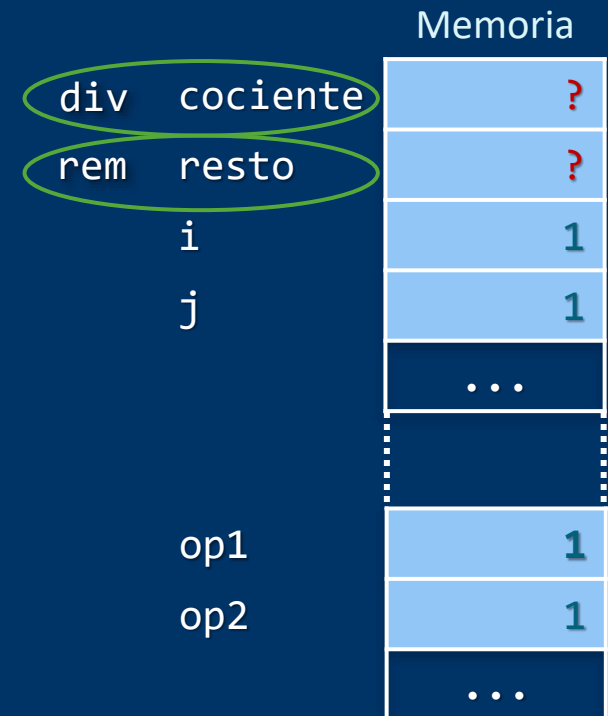 Memoria
div cociente ?
rem resto ?
i 1
j 1
...
op1 1
op2 1
...